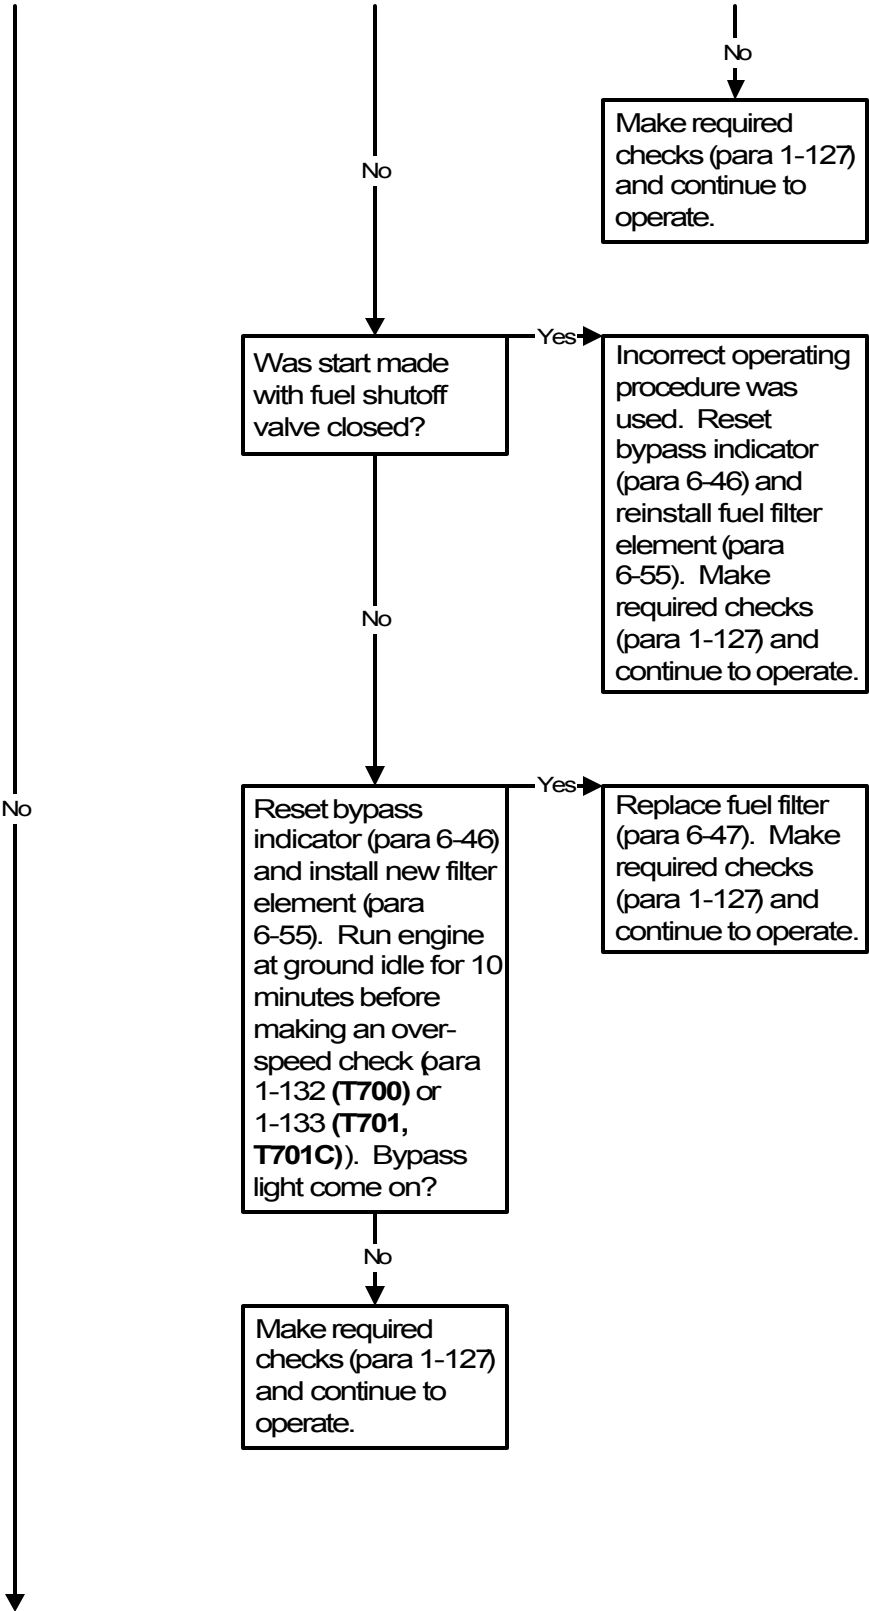 No
Make required
checks (para 1-127)
and continue to
operate.
No
Was start made
with fuel shutoff
valve closed?
Yes
Incorrect operating
procedure was
used.  Reset
bypass indicator
(para 6-46) and
reinstall fuel filter
element (para
6-55).  Make
required checks
(para 1-127) and
continue to operate.
No
No
Reset bypass
indicator (para 6-46)
and install new filter
element (para
6-55).  Run engine
at ground idle for 10
minutes before
making an over-
speed check (para
1-132 (T700) or
1-133 (T701,
T701C)).  Bypass
light come on?
Yes
Replace fuel filter
(para 6-47).  Make
required checks
(para 1-127) and
continue to operate.
No
Make required
checks (para 1-127)
and continue to
operate.